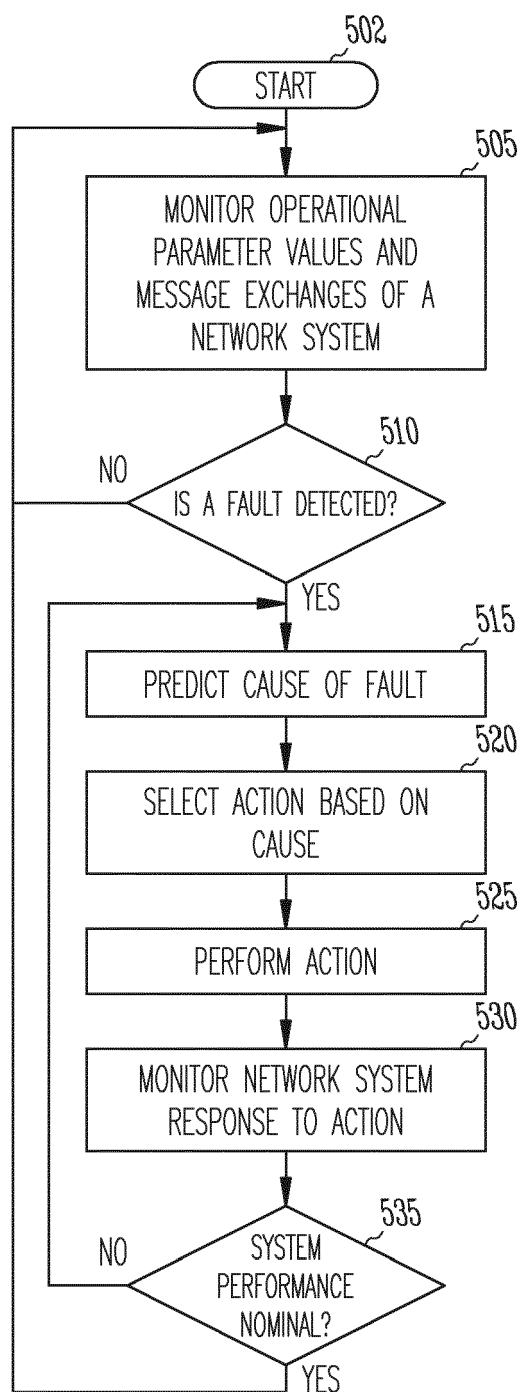 502
START
505
MONITOR OPERATIONAL
PARAMETER VALUES AND
MESSAGE EXCHANGES OF A
NETWORK SYSTEM
510
NO
IS A FAULT DETECTED?
YES
515
PREDICT CAUSE OF FAULT
520
SELECT ACTION BASED ON
CAUSE
525
PERFORM ACTION
530
MONITOR NETWORK SYSTEM
RESPONSE TO ACTION
535
NO
SYSTEM
PERFORMANCE
NOMINAL?
YES